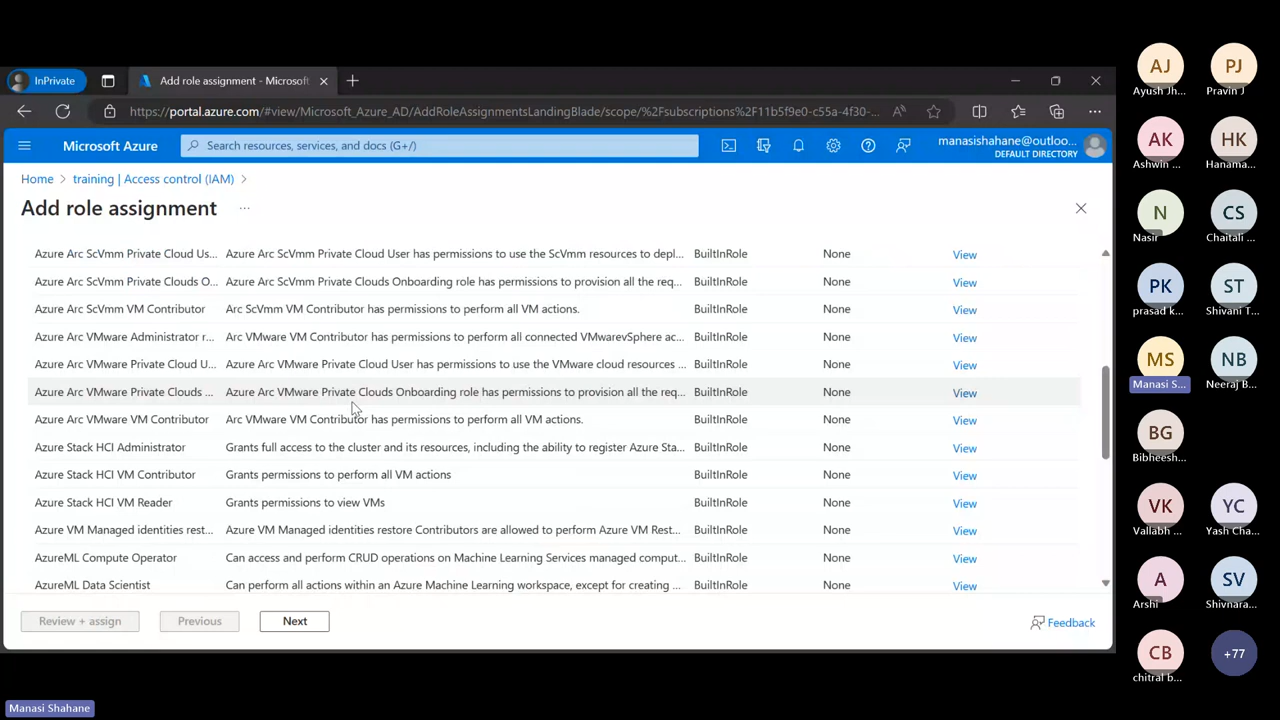 InPrivate
Add role assignment - Microsoft
https://portal.azure.com/#view/Microsoft_Azure_AD/AddRoleAssignmentsLandingBlade/scope/%2Fsubscriptions%2F11b5f9e0-c55a-4f30-...
Microsoft Azure
Search resources, services, and docs (G+/)
manasishahane@outloo...
DEFAULT DIRECTORY
Home > training | Access control (IAM) >
Add role assignment ...
Azure Arc ScVmm Private Cloud Us... Azure Arc ScVmm Private Cloud User has permissions to use the ScVmm resources to depl... BuiltInRole None View
Azure Arc ScVmm Private Clouds O... Azure Arc ScVmm Private Clouds Onboarding role has permissions to provision all the req... BuiltInRole None View
Azure Arc ScVmm VM Contributor Arc ScVmm VM Contributor has permissions to perform all VM actions. BuiltInRole None View
Azure Arc VMware Administrator r... Arc VMware VM Contributor has permissions to perform all connected VMwarevSphere ac... BuiltInRole None View
Azure Arc VMware Private Cloud U... Azure Arc VMware Private Cloud User has permissions to use the VMware cloud resources ... BuiltInRole None View
Azure Arc VMware Private Clouds ... Azure Arc VMware Private Clouds Onboarding role has permissions to provision all the req... BuiltInRole None View
Azure Arc VMware VM Contributor Arc VMware VM Contributor has permissions to perform all VM actions. BuiltInRole None View
Azure Stack HCI Administrator Grants full access to the cluster and its resources, including the ability to register Azure Sta... BuiltInRole None View
Azure Stack HCI VM Contributor Grants permissions to perform all VM actions BuiltInRole None View
Azure Stack HCI VM Reader Grants permissions to view VMs BuiltInRole None View
Azure VM Managed identities rest... Azure VM Managed identities restore Contributors are allowed to perform Azure VM Rest... BuiltInRole None View
AzureML Compute Operator Can access and perform CRUD operations on Machine Learning Services managed comput... BuiltInRole None View
AzureML Data Scientist Can perform all actions within an Azure Machine Learning workspace, except for creating ... BuiltInRole None View
Review + assign Previous Next Feedback
AJ PJ
Ayush Jh... Pravin J
AK HK
Ashwin ... Hanama...
N CS
Nasir Chaitali ...
PK ST
prasad k... Shivani T...
MS NB
Manasi S... Neeraj B...
BG
Bibheesh...
VK YC
Vallabh ... Yash Cha...
A SV
Arshi Shivnara...
CB +77
chitral b...
Manasi Shahane